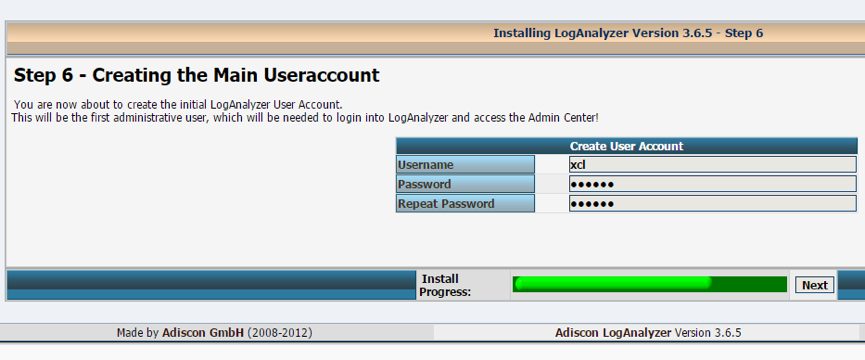 Installing LogAnalyzer Version 3.6.5 - Step 6
Step 6 - Creating the Main Useraccount
You are now about to create the initial LogAnalyzer User Account.
This will be the first administrative user, which will be needed to login into LogAnalyzer and access the Admin Center!
Create User Account
Username xcl
Password ••••••
Repeat Password ••••••
Install
Progress:
Next
Made by Adiscon GmbH (2008-2012) Adiscon LogAnalyzer Version 3.6.5